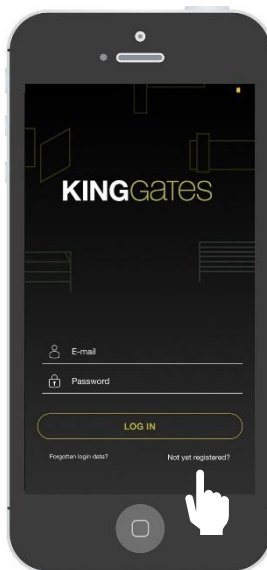 KINGGATES
E-mail
Password
LOG IN
Forgotten login data?
Not yet registered?